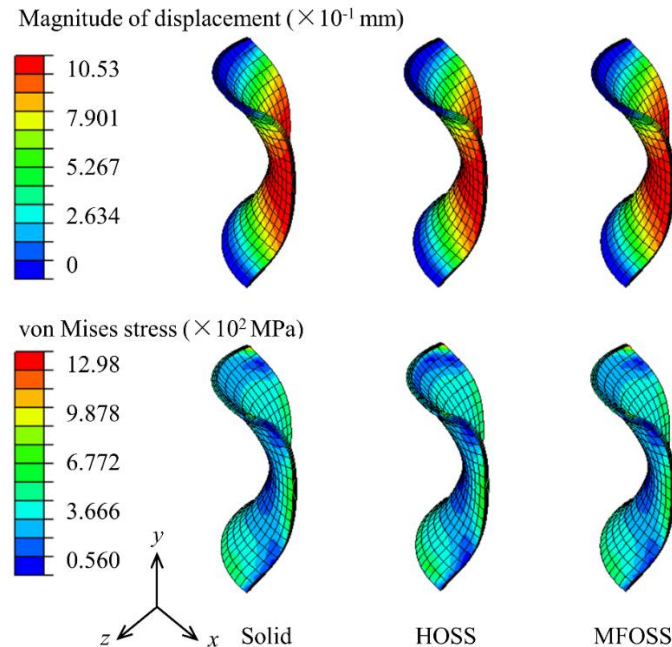 Magnitude of displacement (×10⁻¹ mm)
10.53
7.901
5.267
2.634
0
von Mises stress (×10² MPa)
12.98
9.878
6.772
3.666
0.560
y
z
x
Solid
HOSS
MFOSS